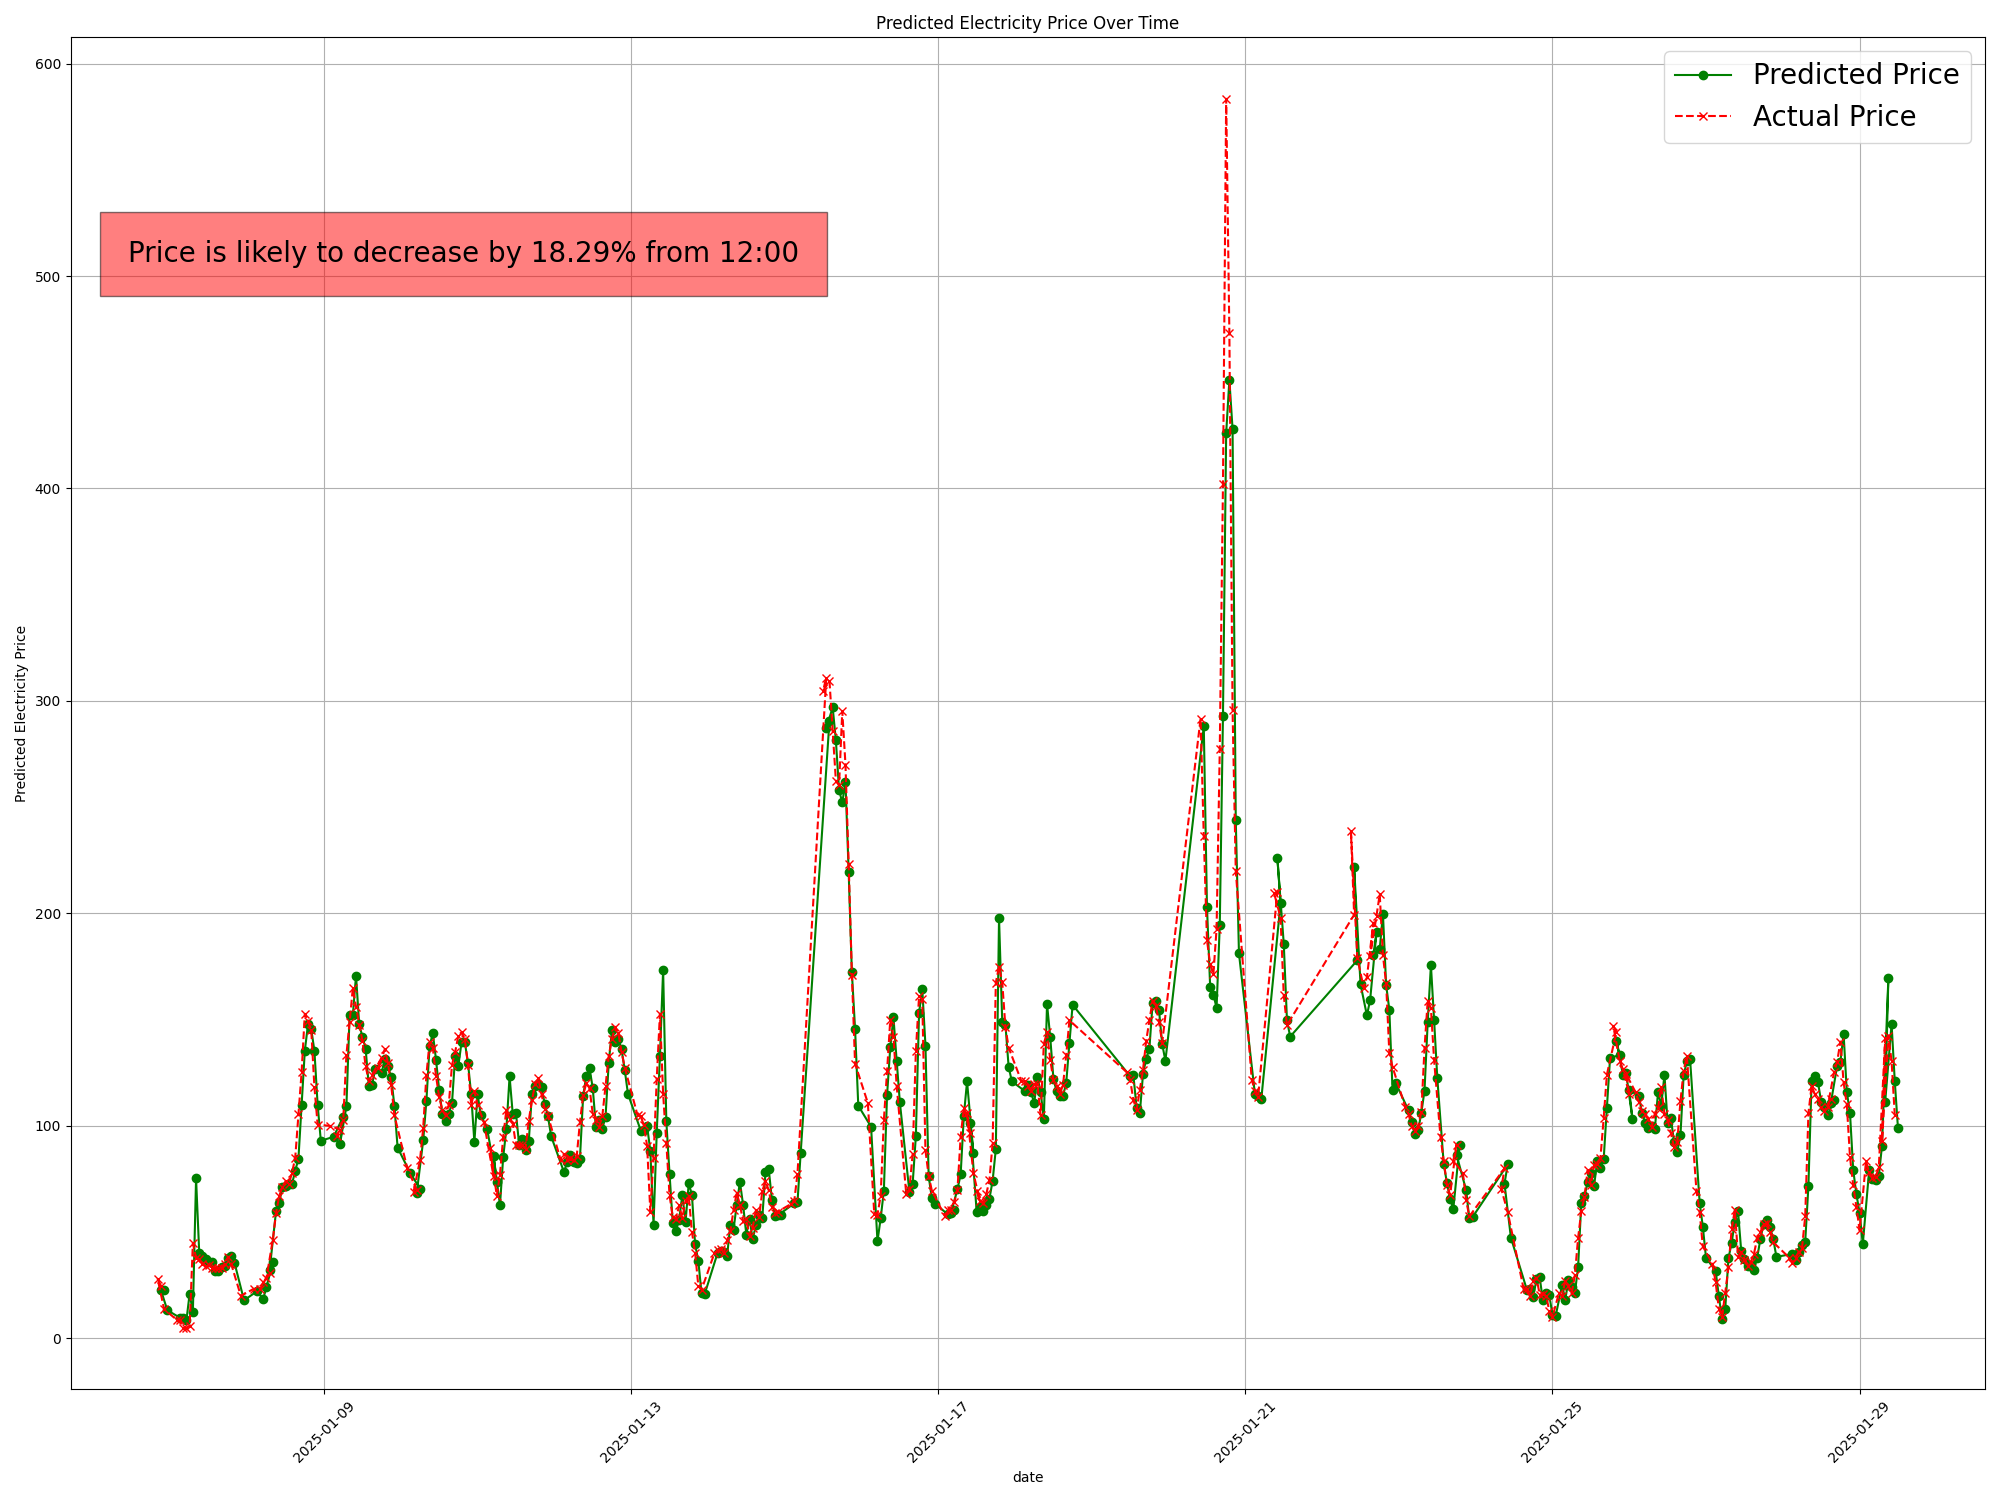 Predicted Electricity Price Over Time
Predicted Price
Actual Price
Price is likely to decrease by 18.29% from 12:00
Predicted Electricity Price
600
500
400
300
200
100
0
2025-01-09
2025-01-13
2025-01-17
2025-01-21
2025-01-25
2025-01-29
date